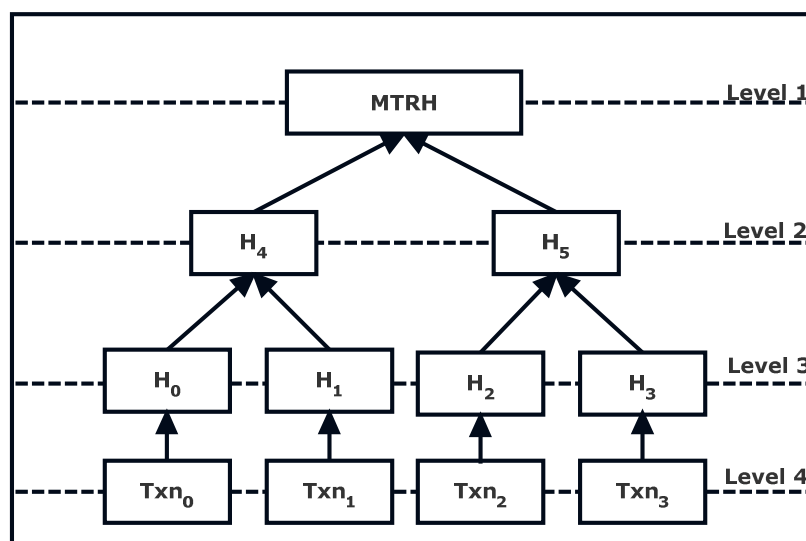 MTRH Level 1
H4 H5 Level 2
H0 H1 H2 H3 Level 3
Txn0 Txn1 Txn2 Txn3 Level 4